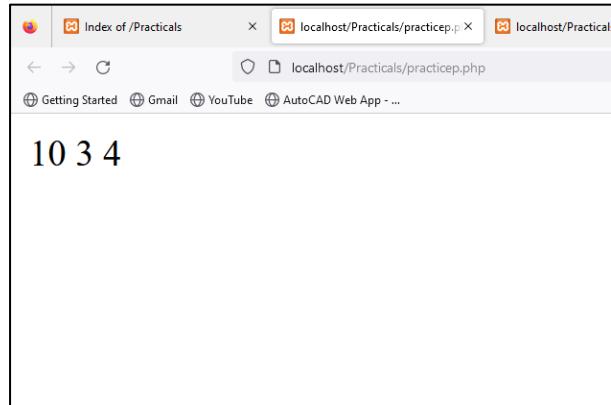 Index of /Practicals
localhost/Practicals/practicep.p
localhost/Practical
localhost/Practicals/practicep.php
Getting Started Gmail YouTube AutoCAD Web App - ...
10 3 4